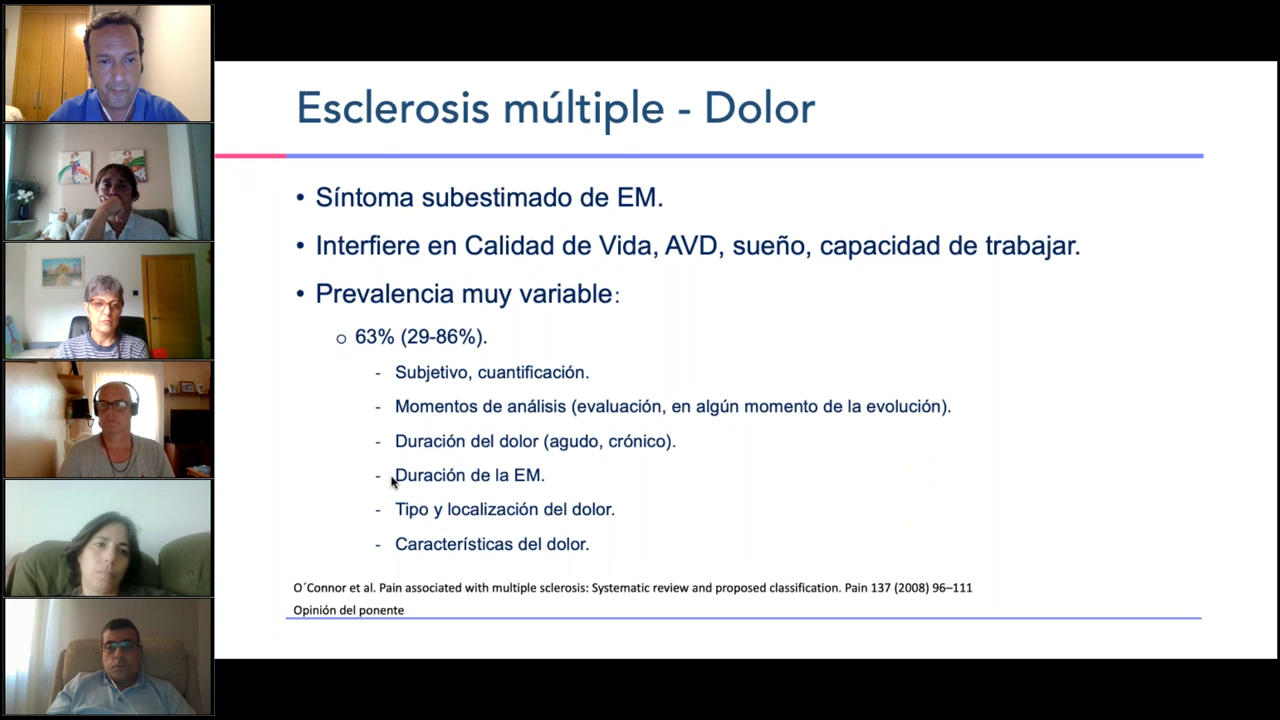 Esclerosis múltiple - Dolor
• Síntoma subestimado de EM.
• Interfiere en Calidad de Vida, AVD, sueño, capacidad de trabajar.
• Prevalencia muy variable:
o 63% (29-86%).
- Subjetivo, cuantificación.
- Momentos de análisis (evaluación, en algún momento de la evolución).
- Duración del dolor (agudo, crónico).
- Duración de la EM.
- Tipo y localización del dolor.
- Características del dolor.
O´Connor et al. Pain associated with multiple sclerosis: Systematic review and proposed classification. Pain 137 (2008) 96–111
Opinión del ponente